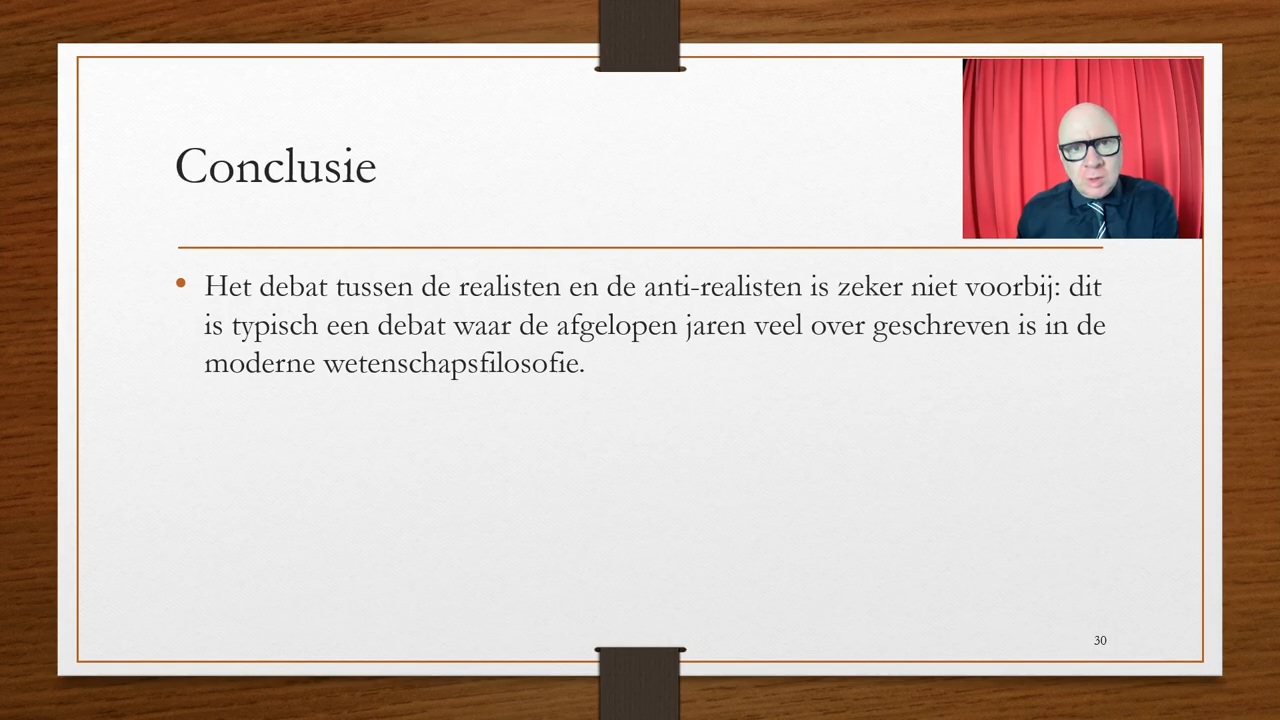 Conclusie
• Het debat tussen de realisten en de anti-realisten is zeker niet voorbij: dit
is typisch een debat waar de afgelopen jaren veel over geschreven is in de
moderne wetenschapsfilosofie.
30